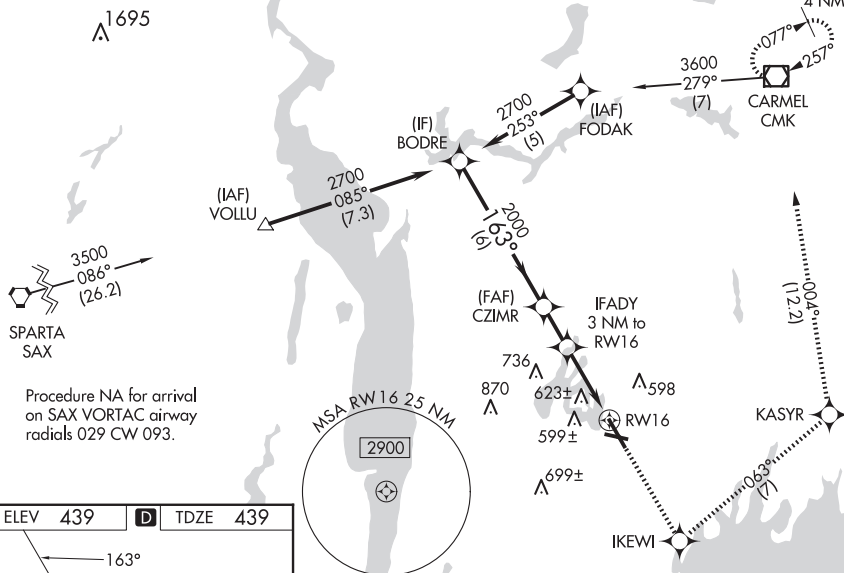 4 NM
1695
077°
257°
3600
279°
(7)
CARMEL
CMK
(IAF)
FODAK
2700
253°
(5)
(IF)
BODRE
2700
085°
(7.3)
(IAF)
VOLLU
2000
163°
(6)
3500
086°
(26.2)
SPARTA
SAX
(FAF)
CZIMR
IFADY
3 NM to
RW16
004°
(12.2)
736
870
623±
598
599±
RW16
KASYR
699±
063°
(7)
IKEWI
Procedure NA for arrival
on SAX VORTAC airway
radials 029 CW 093.
MSA RW16 25 NM
2900
ELEV 439 D TDZE 439
163°